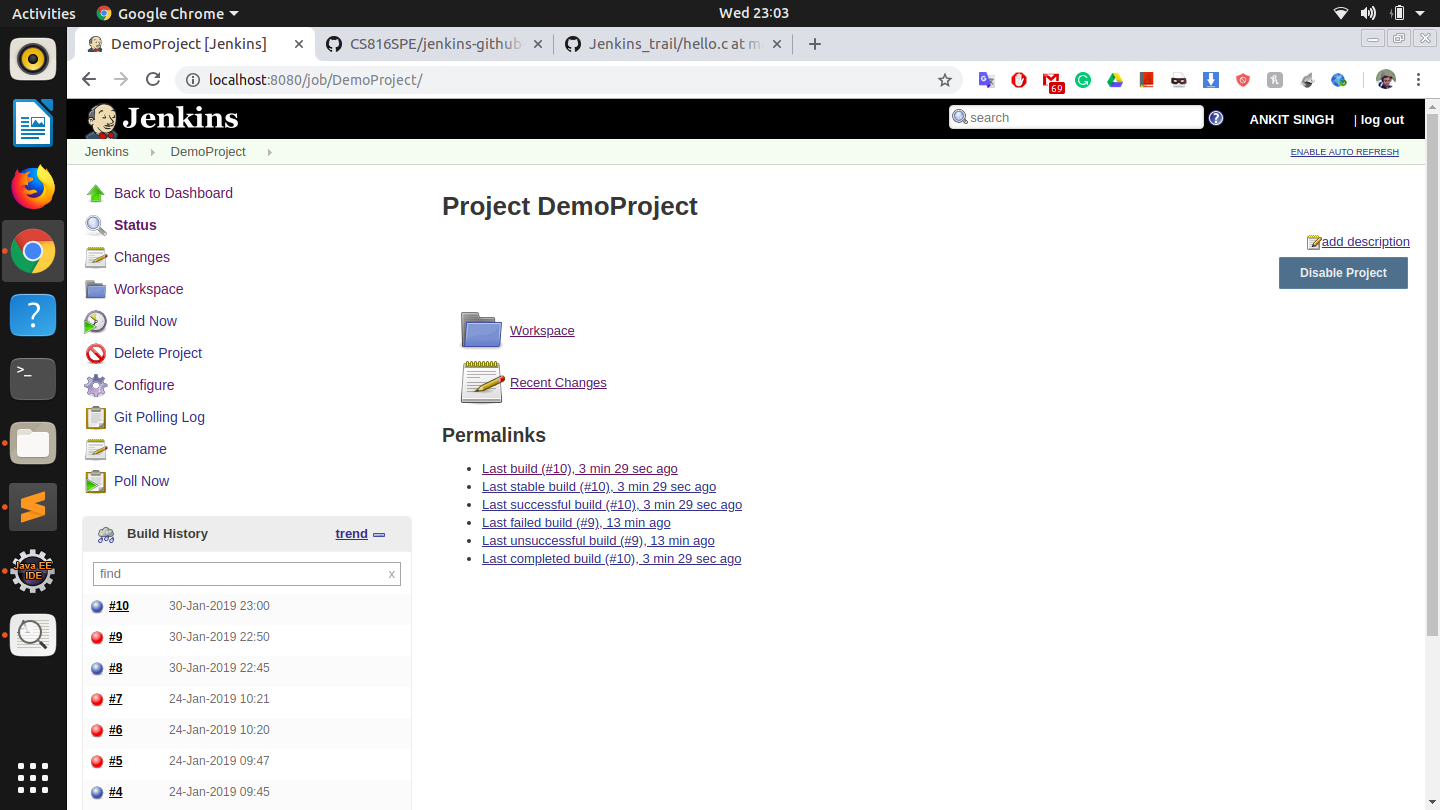 Activities Google Chrome Wed 23:03
DemoProject [Jenkins] CS816SPE/jenkins-github Jenkins_trail/hello.c at m
localhost:8080/job/DemoProject/ 69
Jenkins search ANKIT SINGH | log out
Jenkins DemoProject ENABLE AUTO REFRESH
Back to Dashboard
Status
Changes
Workspace
Build Now
Delete Project
Configure
Git Polling Log
Rename
Poll Now
Build History trend
find x
#10 30-Jan-2019 23:00
#9 30-Jan-2019 22:50
#8 30-Jan-2019 22:45
#7 24-Jan-2019 10:21
#6 24-Jan-2019 10:20
#5 24-Jan-2019 09:47
#4 24-Jan-2019 09:45
Project DemoProject
add description
Disable Project
Workspace
Recent Changes
Permalinks
Last build (#10), 3 min 29 sec ago
Last stable build (#10), 3 min 29 sec ago
Last successful build (#10), 3 min 29 sec ago
Last failed build (#9), 13 min ago
Last unsuccessful build (#9), 13 min ago
Last completed build (#10), 3 min 29 sec ago
?
>_
Java EE
IDE